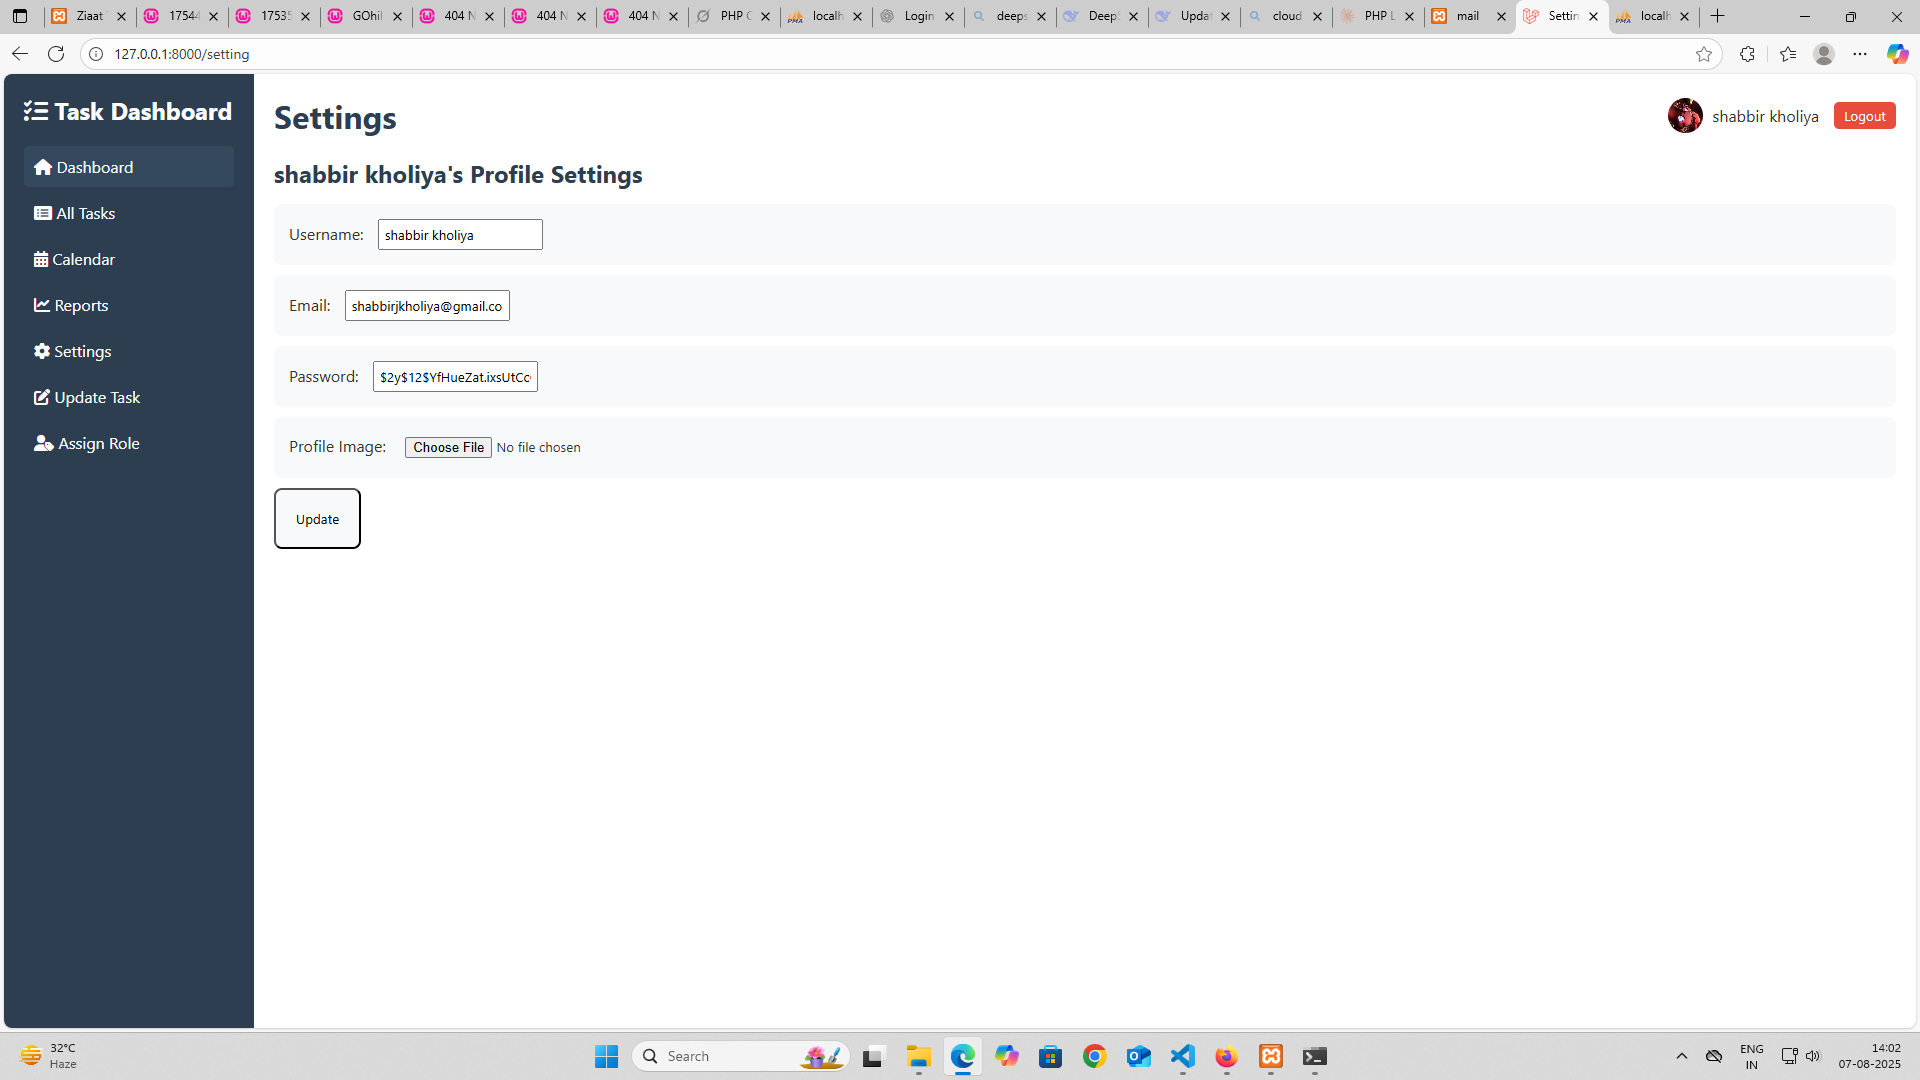 Ziaat
1754
1753
GOhil
404 N
404 N
404 N
PHP C
localh
Login
deeps
Deep
Updat
cloud
PHP L
mail
Settin
localh
127.0.0.1:8000/setting
Task Dashboard
Dashboard
All Tasks
Calendar
Reports
Settings
Update Task
Assign Role
Settings
shabbir kholiya
Logout
shabbir kholiya's Profile Settings
Username: shabbir kholiya
Email: shabbirjkholiya@gmail.co
Password: $2y$12$YfHueZat.ixsUtCc
Profile Image: Choose File No file chosen
Update
32°C
Haze
Search
ENG
IN
14:02
07-08-2025